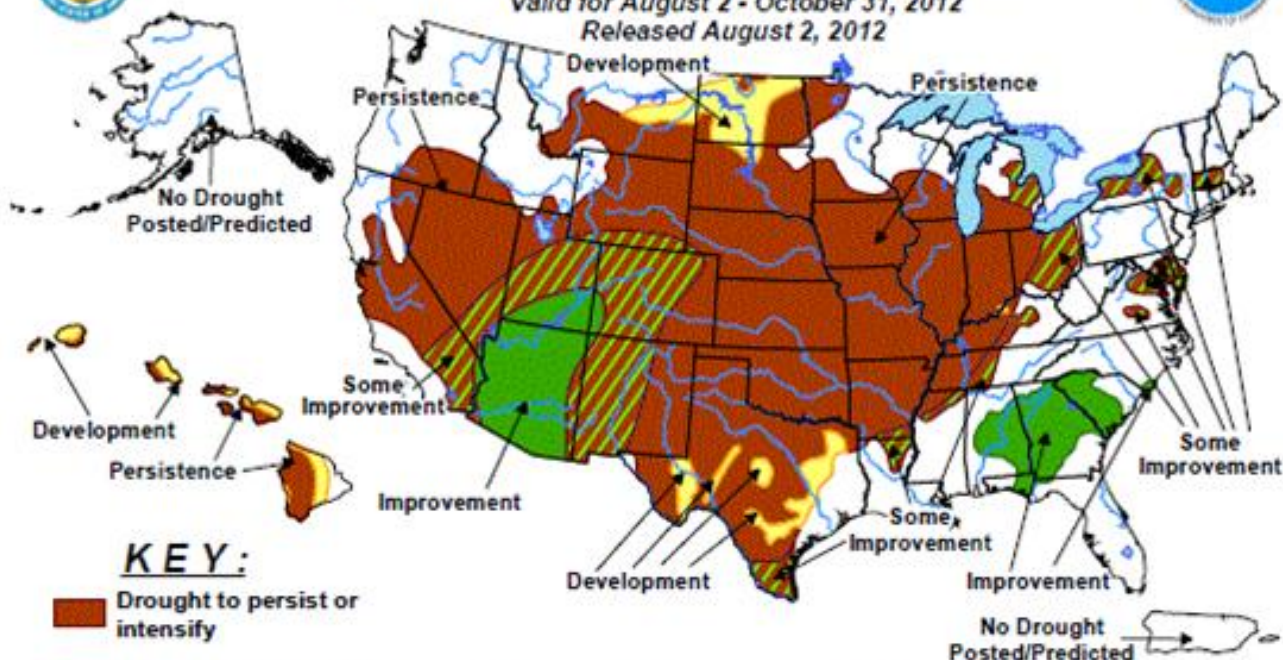 Valid for August 2 - October 31, 2012
Released August 2, 2012
Development
Persistence
Persistence
No Drought
Posted/Predicted
Some
Improvement
Development
Persistence
Improvement
Some
Improvement
Some
Improvement
Development
Improvement
KEY:
Drought to persist or
intensify
No Drought
Posted/Predicted